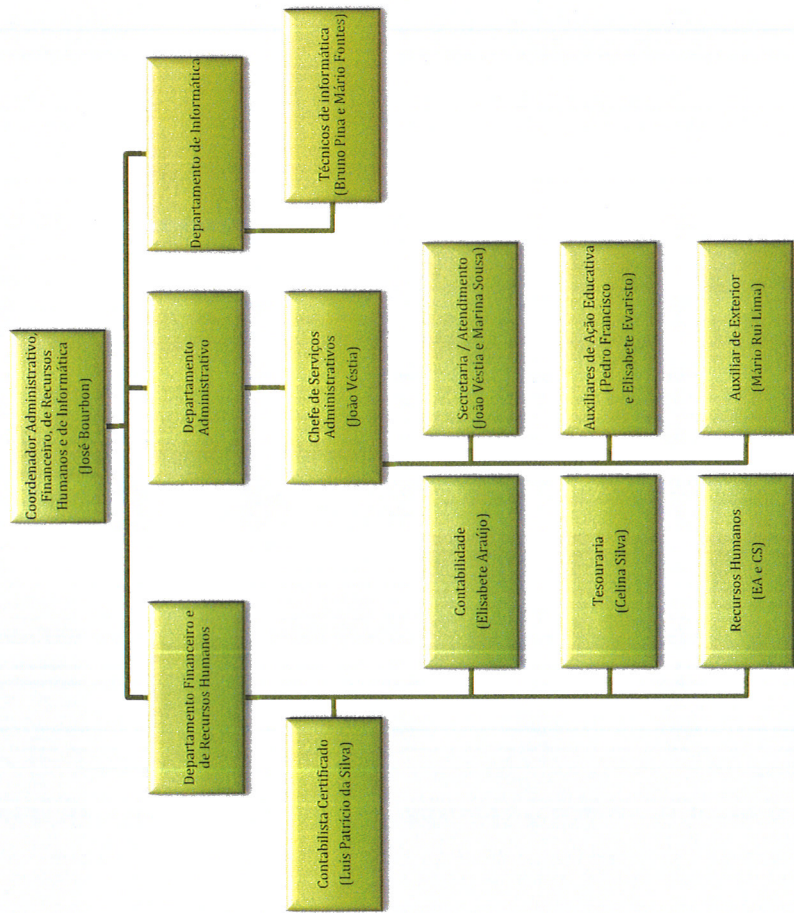 Coordenador Administrativo,
Financeiro, de Recursos
Humanos e de Informática
(José Bourbon)
Departamento Financeiro e
de Recursos Humanos
Departamento
Administrativo
Departamento de Informática
Contabilista Certificado
(Luis Patrício da Silva)
Chefe de Serviços
Administrativos
(João Véstia)
Técnicos de informática
(Bruno Pina e Mário Fontes)
Contabilidade
(Elisabete Araújo)
Secretaria / Atendimento
(João Véstia e Marina Sousa)
Tesouraria
(Celina Silva)
Auxiliares de Ação Educativa
(Pedro Francisco
e Elisabete Evaristo)
Recursos Humanos
(EA e CS)
Auxiliar de Exterior
(Mário Rui Lima)